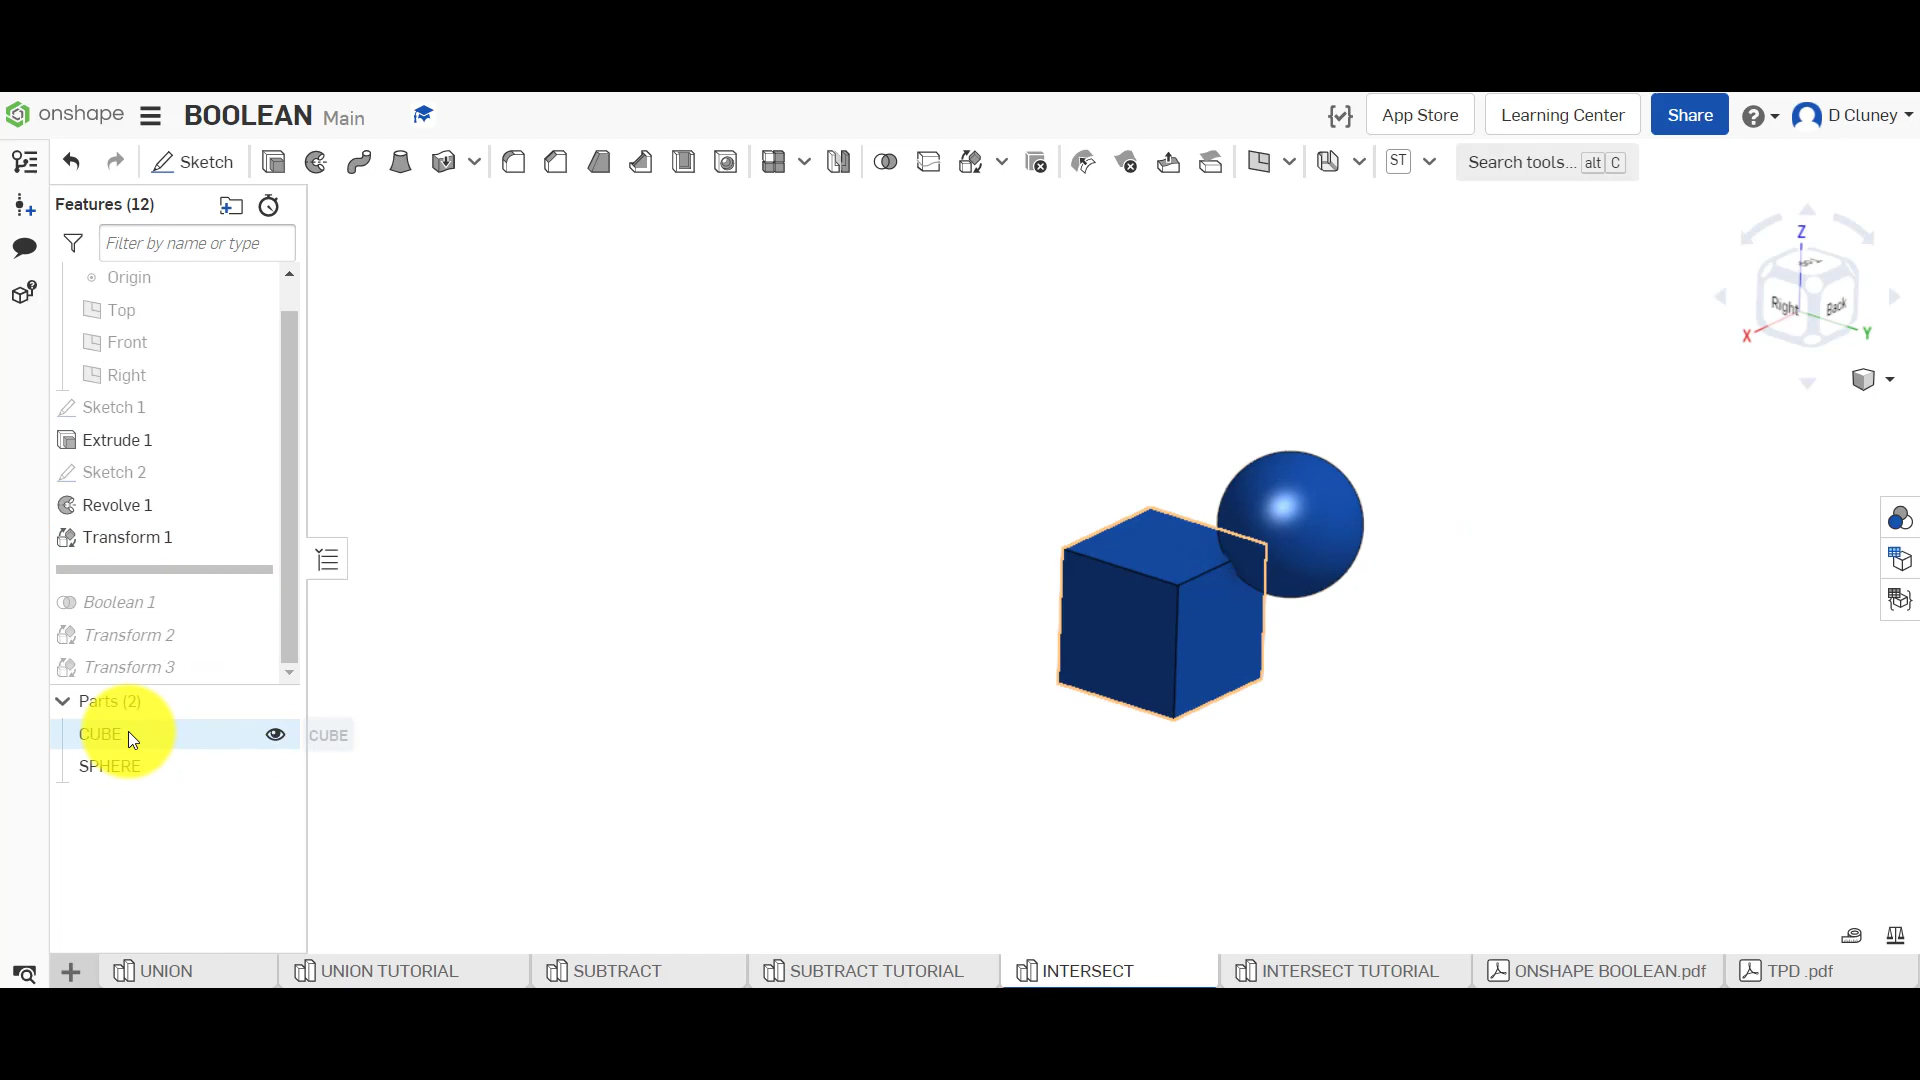 onshape BOOLEAN Main App Store Learning Center Share D Cluney
Sketch ST Search tools... alt C
Features (12)
Filter by name or type
Origin
Top
Front
Right
Sketch 1
Extrude 1
Sketch 2
Revolve 1
Transform 1
Boolean 1
Transform 2
Transform 3
Parts (2)
CUBE CUBE
SPHERE
Z
Right Back
X Y
UNION UNION TUTORIAL SUBTRACT SUBTRACT TUTORIAL INTERSECT INTERSECT TUTORIAL ONSHAPE BOOLEAN.pdf TPD .pdf